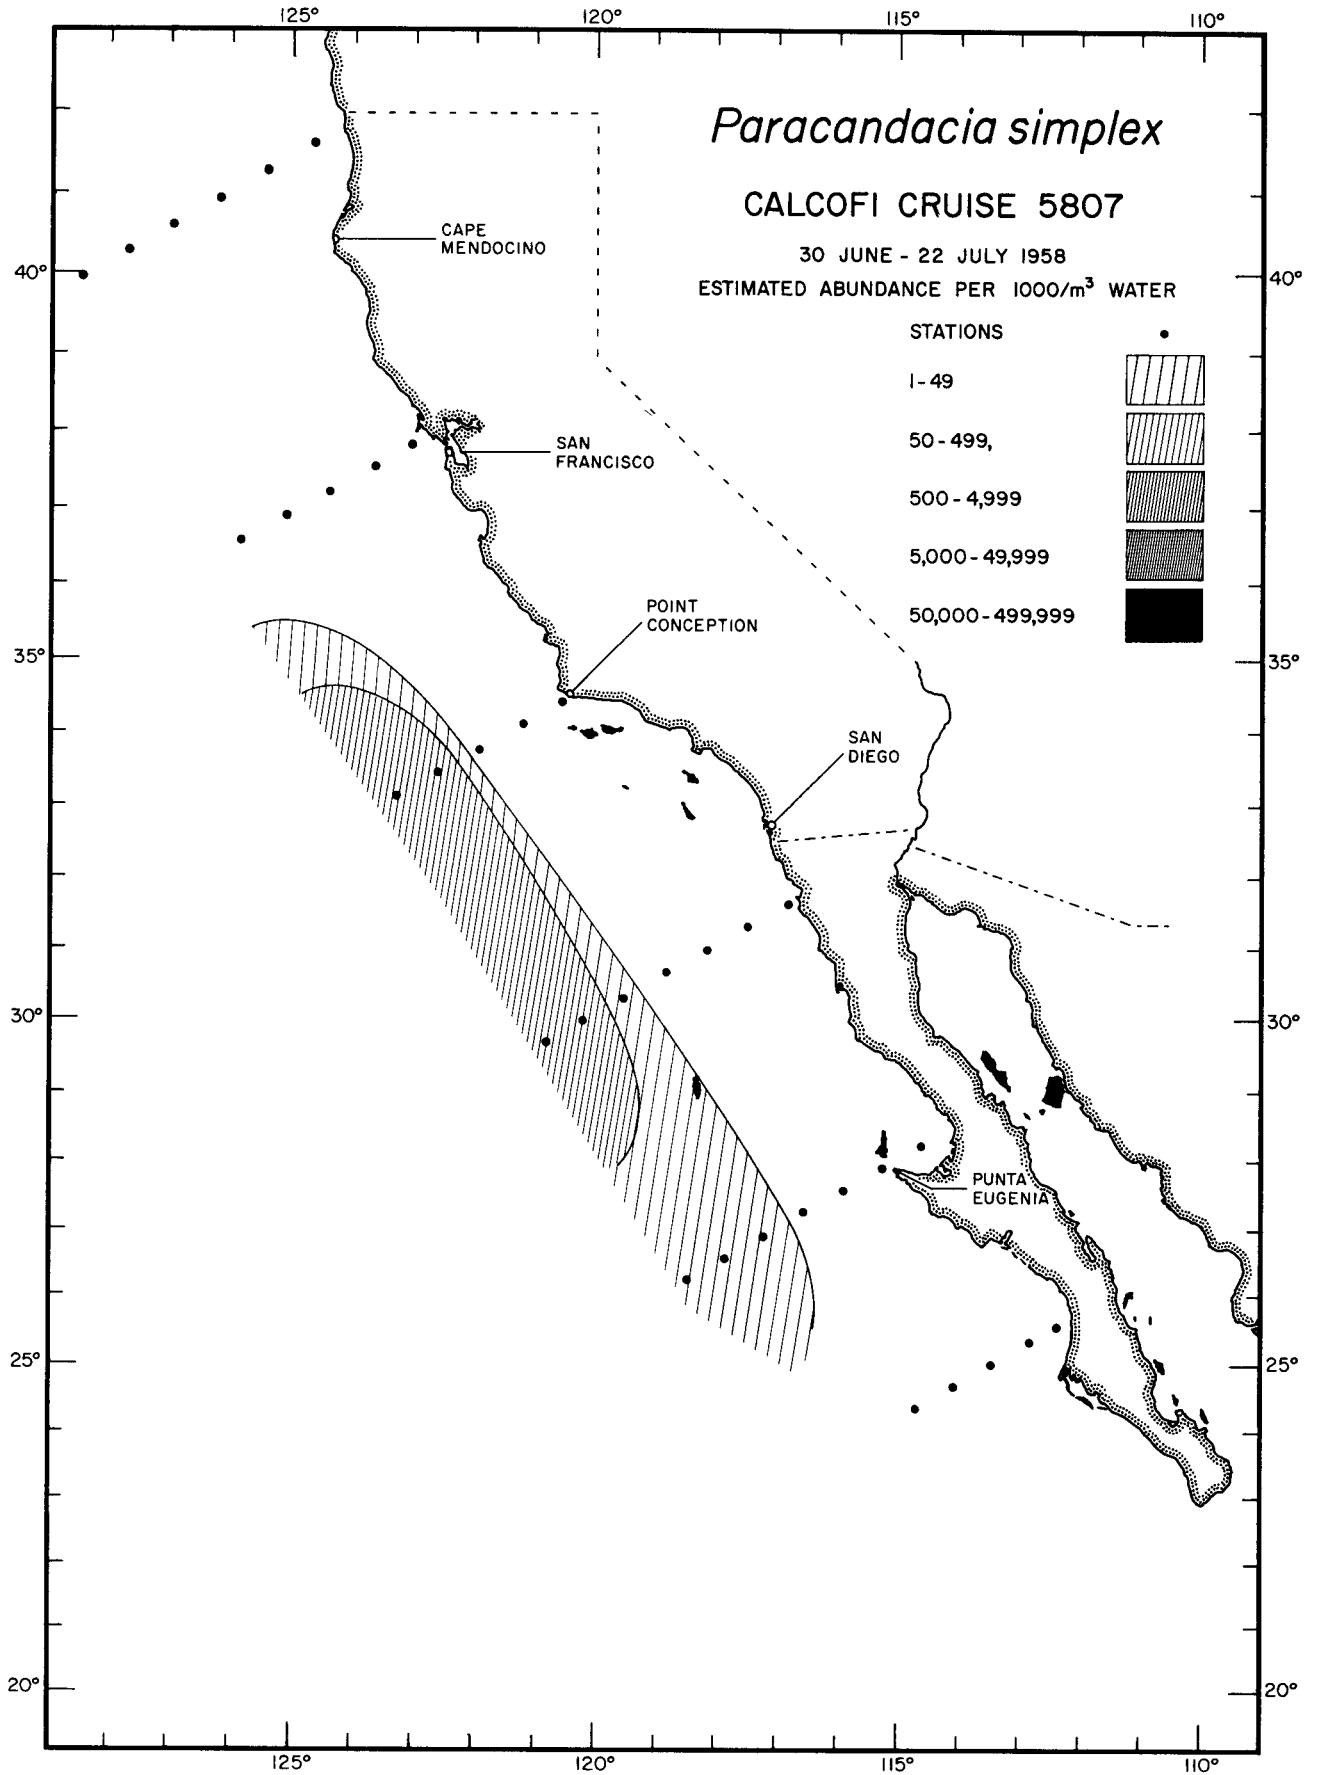 125°
120°
115°
110°
Paracandacia simplex
CALCOFI CRUISE 5807
30 JUNE - 22 JULY 1958
ESTIMATED ABUNDANCE PER 1000/m³ WATER
STATIONS
1-49
50-499,
500-4,999
5,000-49,999
50,000-499,999
CAPE
MENDOCINO
40°
40°
SAN
FRANCISCO
POINT
CONCEPTION
35°
35°
SAN
DIEGO
30°
30°
PUNTA
EUGENIA
25°
25°
20°
20°
125°
120°
115°
110°